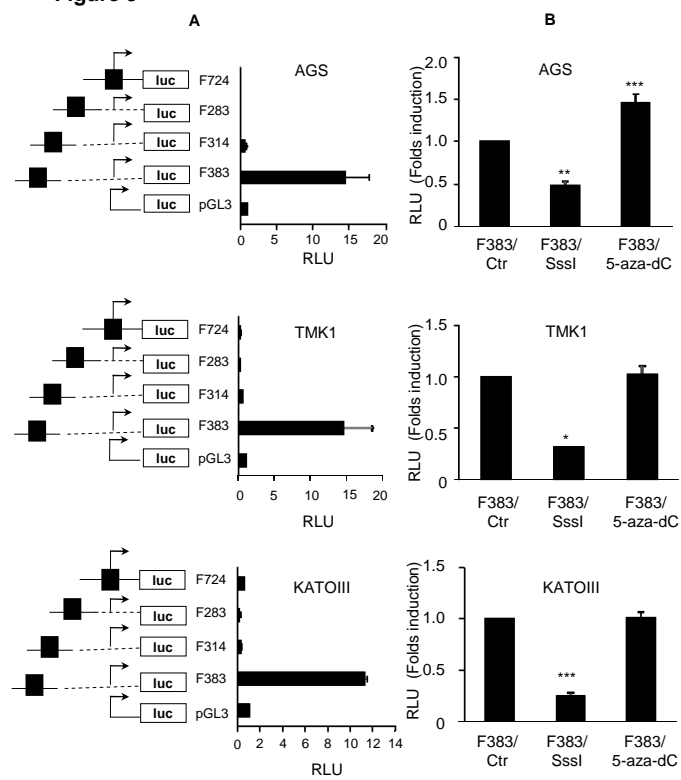 A
B
AGS
luc F724
luc F283
luc F314
luc F383
luc pGL3
0 5 10 15 20
RLU
AGS
RLU (Folds induction)
2.0
1.5
1.0
0.5
0
***
**
F383/ F383/ F383/
Ctr SssI 5-aza-dC
TMK1
luc F724
luc F283
luc F314
luc F383
luc pGL3
0 5 10 15 20
RLU
TMK1
RLU (Folds induction)
1.5
1.0
0.5
0
*
F383/ F383/ F383/
Ctr SssI 5-aza-dC
KATOIII
luc F724
luc F283
luc F314
luc F383
luc pGL3
0 2 4 6 8 10 12 14
RLU
KATOIII
RLU (Folds induction)
1.5
1.0
0.5
0
***
F383/ F383/ F383/
Ctr SssI 5-aza-dC